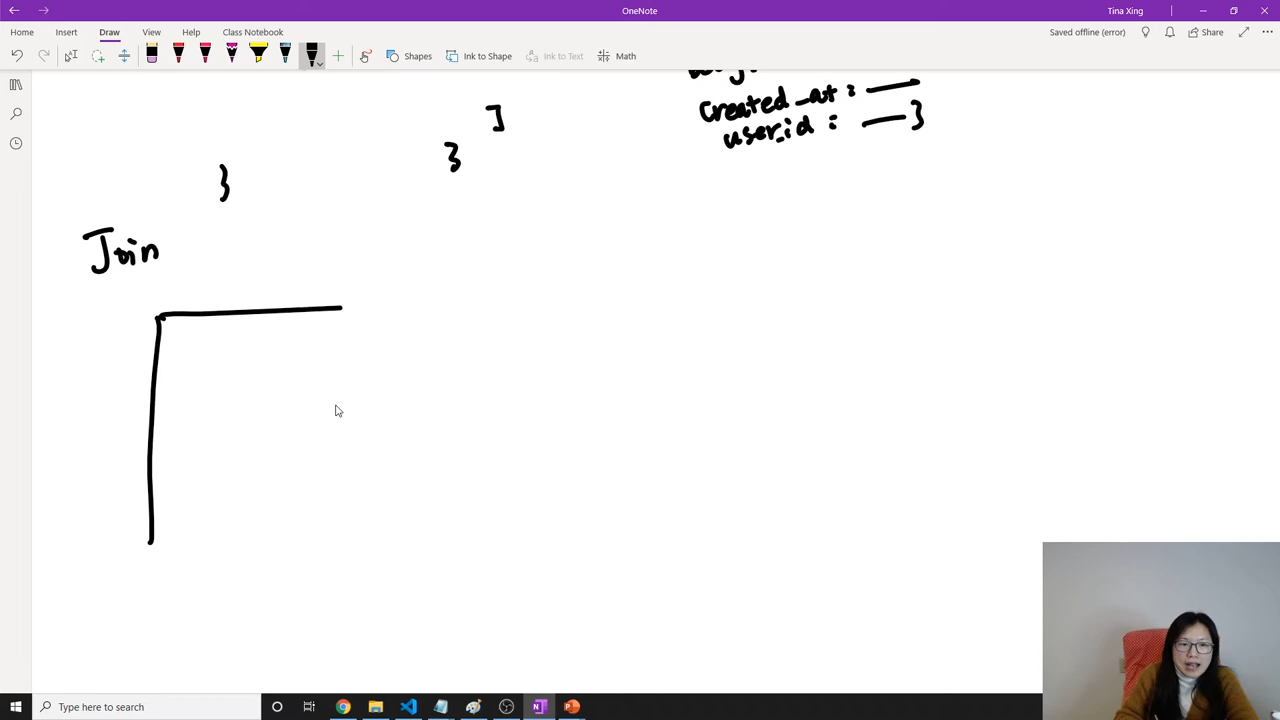 OneNote
Tina Xing
Home Insert Draw View Help Class Notebook
Saved offline (error) Share
Shapes Ink to Shape Ink to Text Math
created_at :
user_id : }
]
}
}
Join
Type here to search